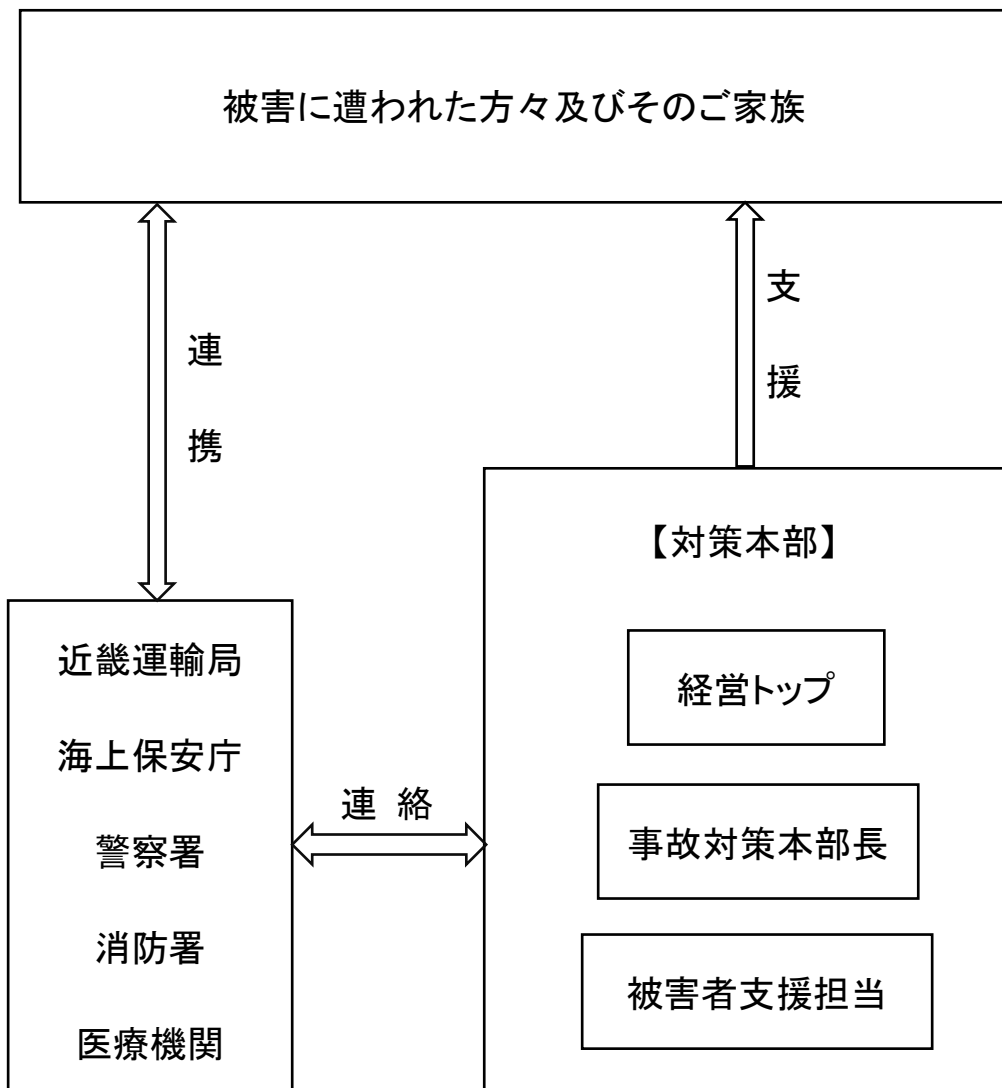 被害に遭われた方々及びそのご家族
支
援
連
携
【対策本部】
経営トップ
事故対策本部長
被害者支援担当
連 絡
近畿運輸局
海上保安庁
警察署
消防署
医療機関